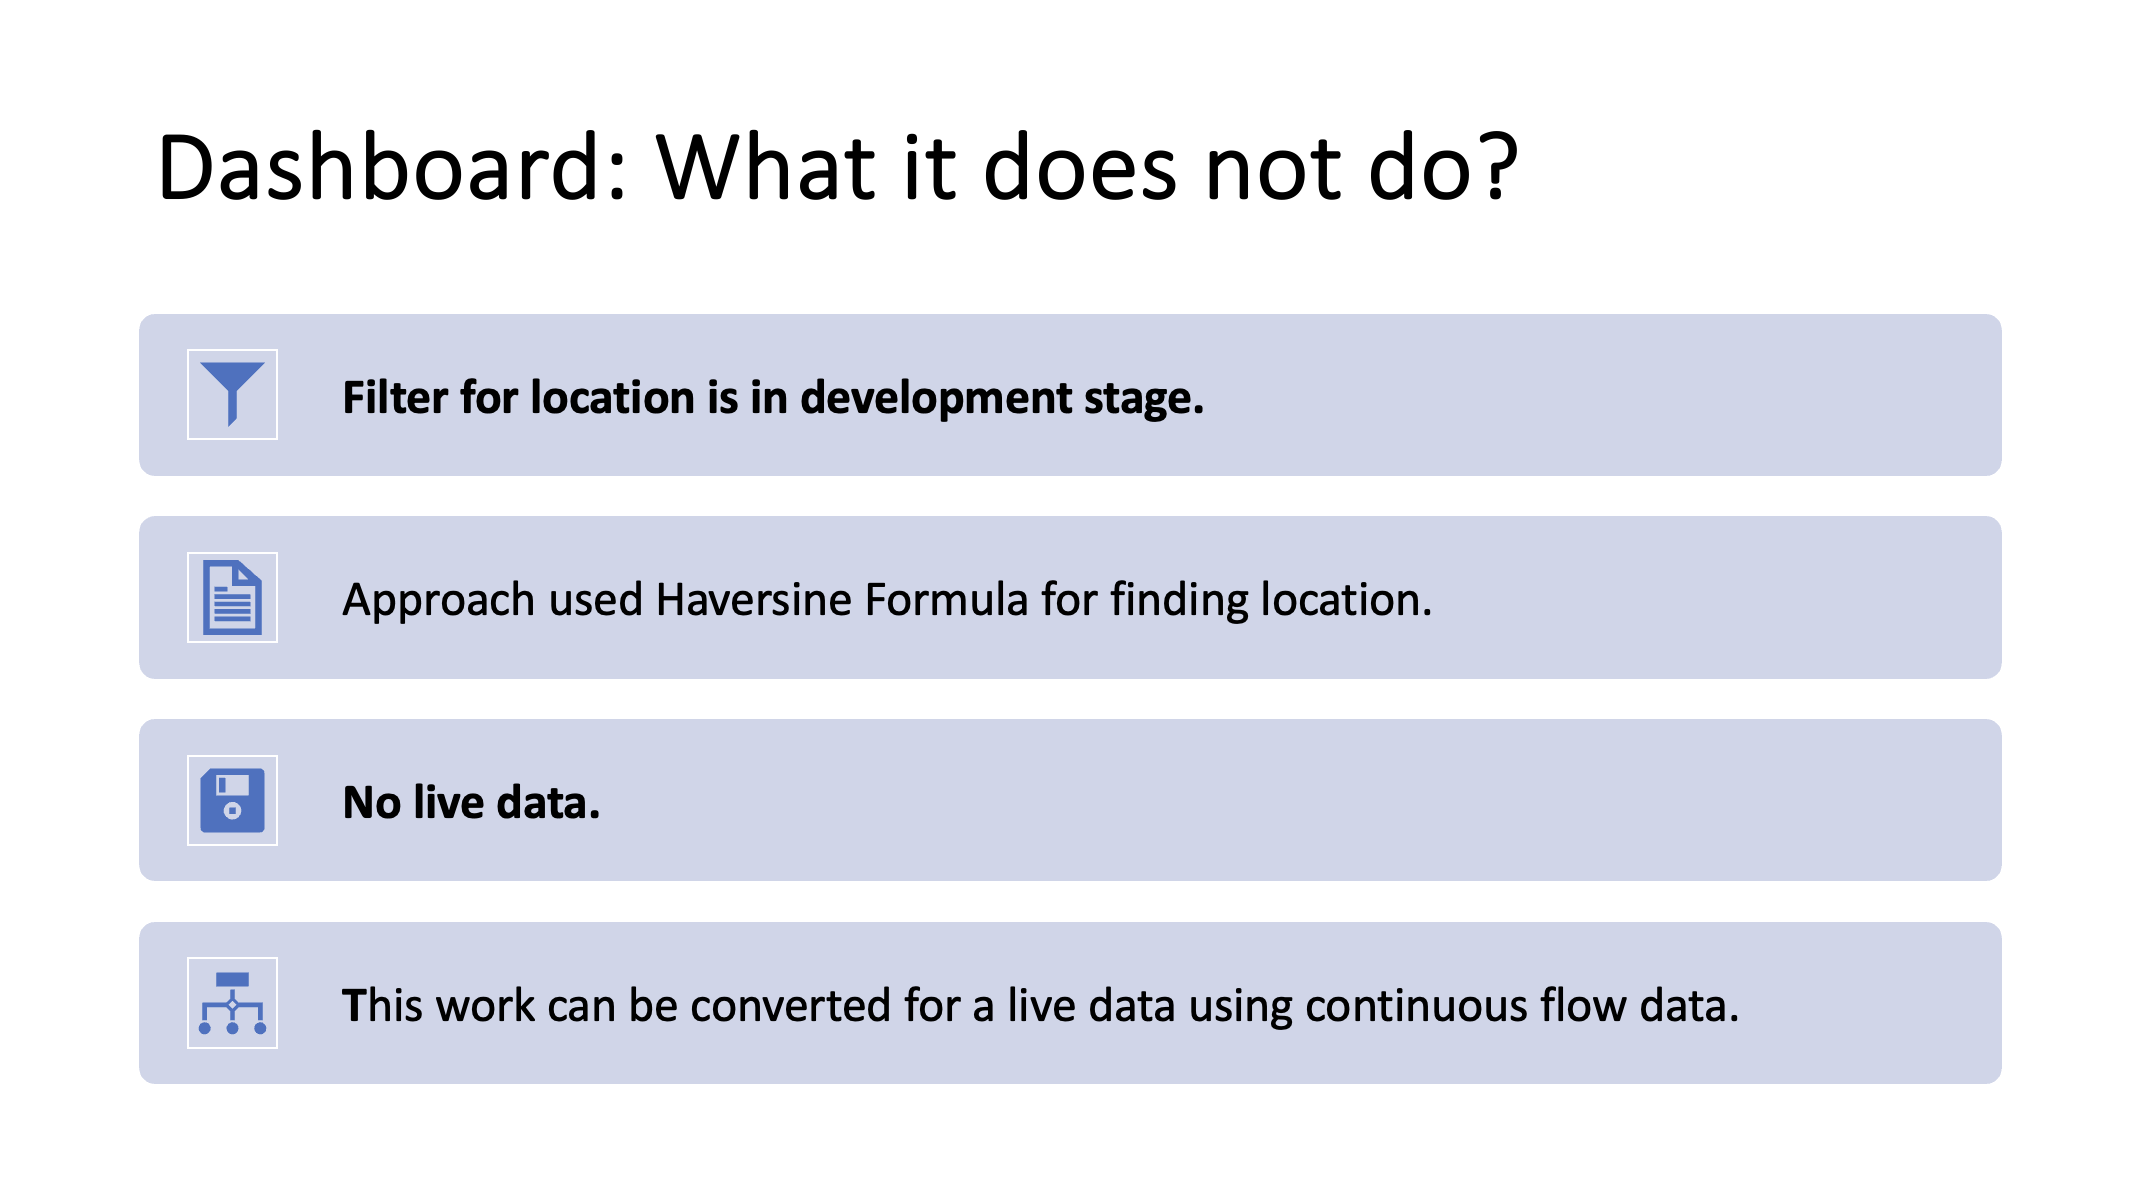 Dashboard: What it does not do?
Filter for location is in development stage.
Approach used Haversine Formula for finding location.
No live data.
This work can be converted for a live data using continuous flow data.